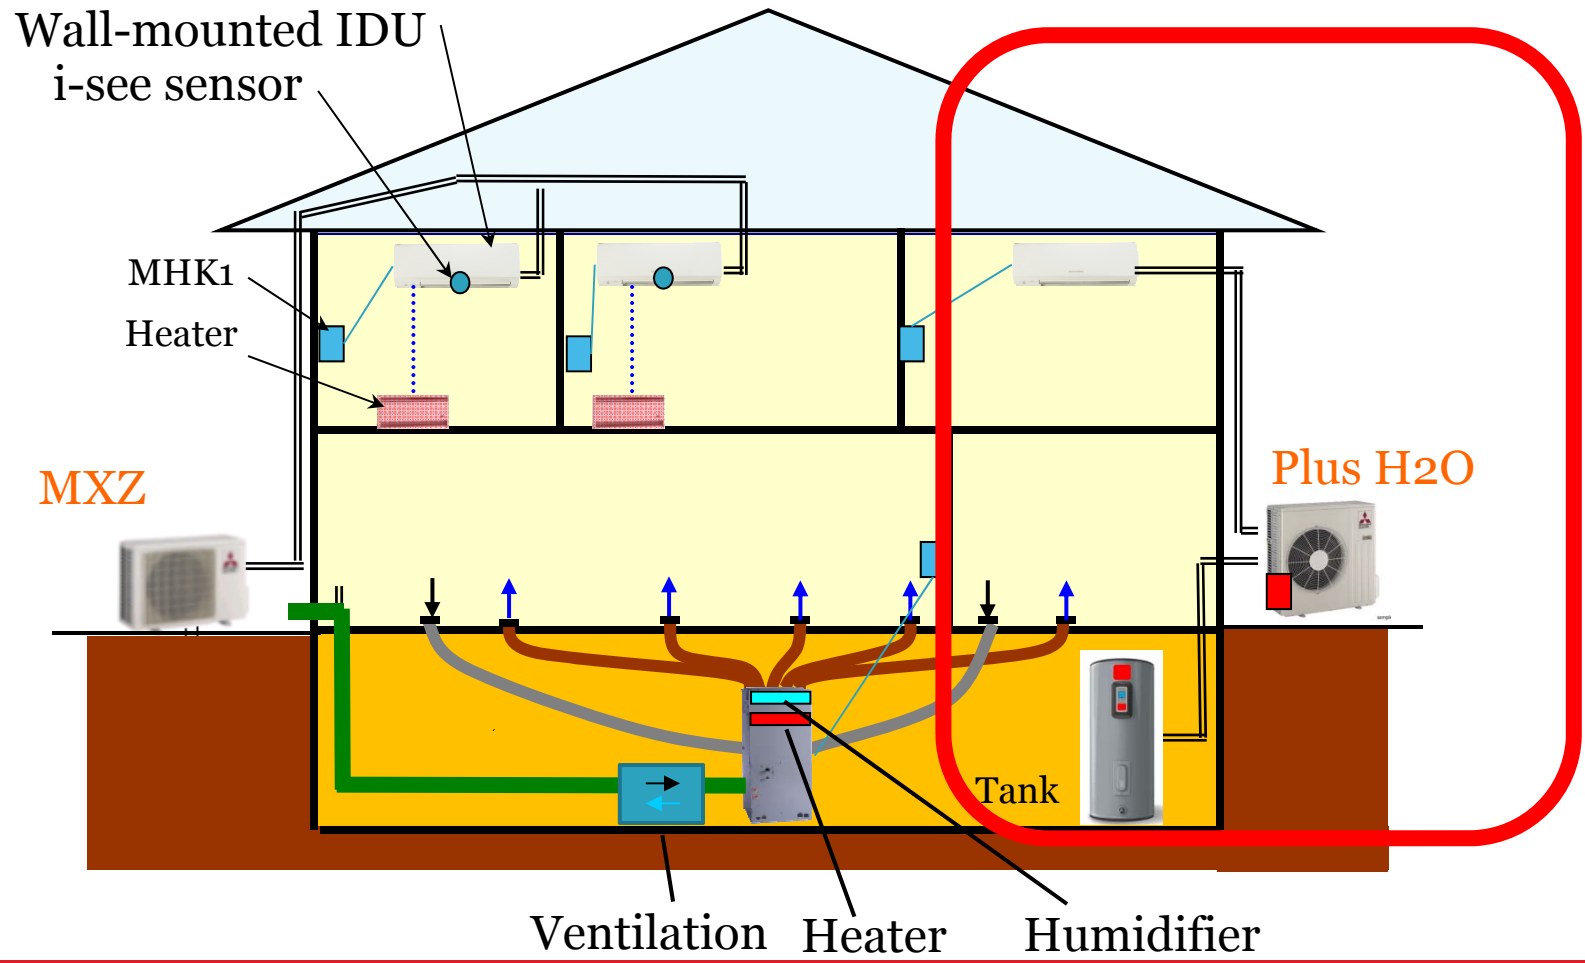 Wall-mounted IDU
i-see sensor
MHK1
Heater
MXZ
Plus H2O
Tank
Ventilation
Heater
Humidifier